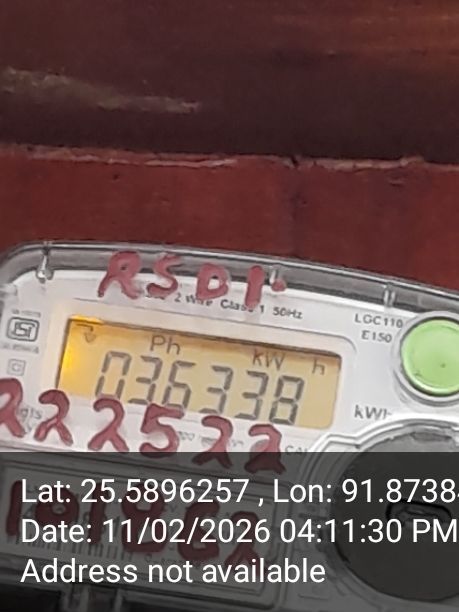 RSD1
2 Wire Class 1 50Hz
LGC110
E150
Ph kW h
036338
kWh
222522
Lat: 25.5896257 , Lon: 91.8738
Date: 11/02/2026 04:11:30 PM
Address not available